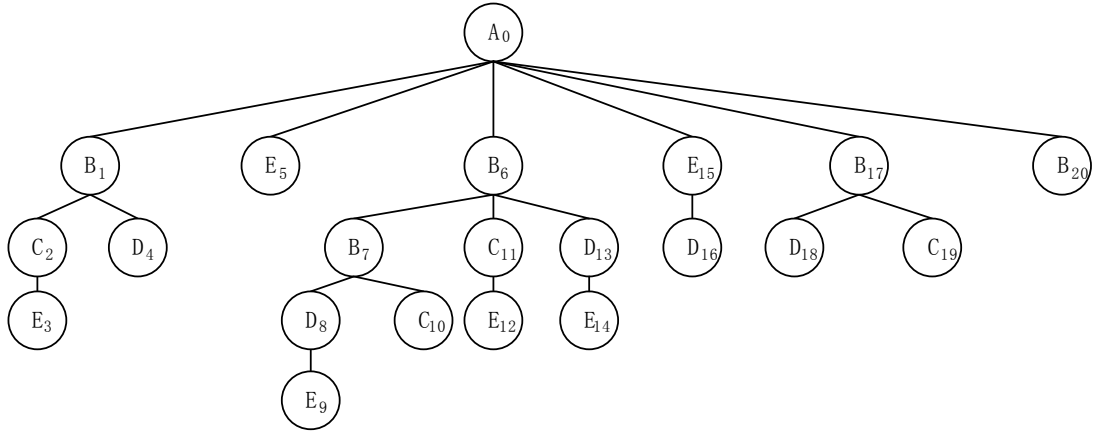 A0
B1 E5 B6 E15 B17 B20
C2 D4 B7 C11 D13 D16 D18 C19
E3 D8 C10 E12 E14
E9